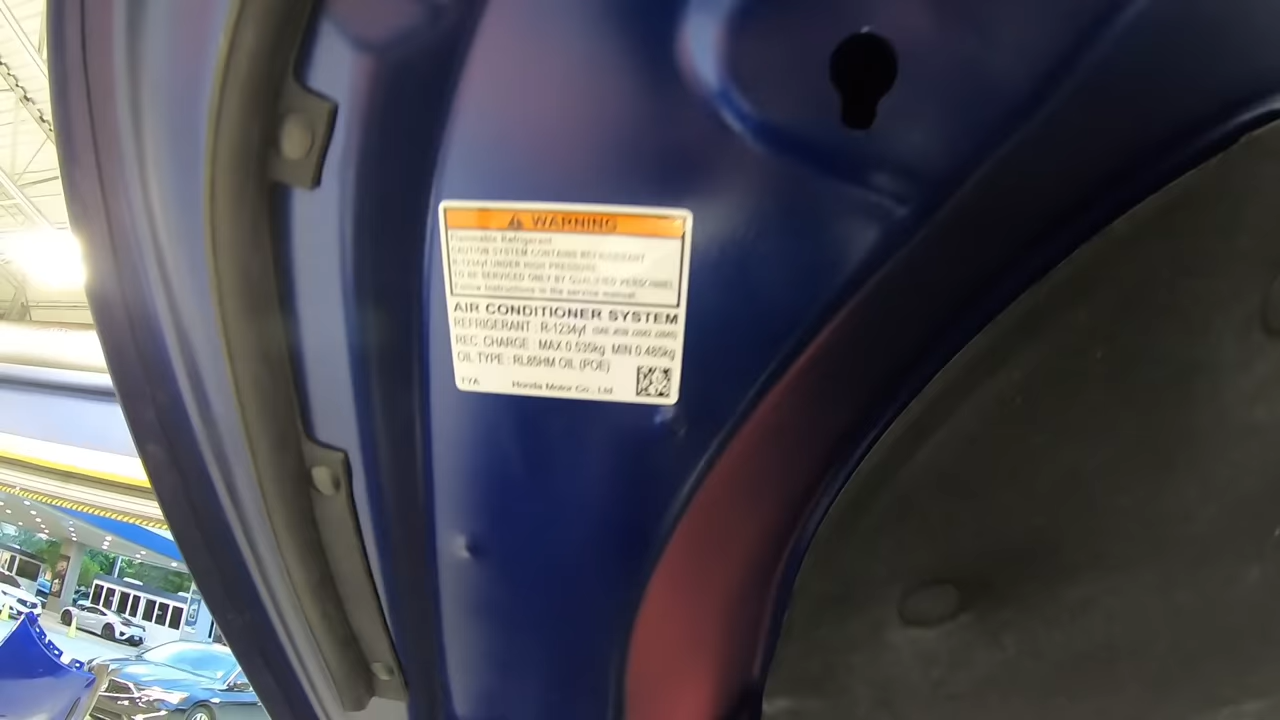 WARNING
Flammable Refrigerant
CAUTION SYSTEM CONTAINS REFRIGERANT
R-1234yf UNDER HIGH PRESSURE
TO BE SERVICED ONLY BY QUALIFIED PERSONNEL
Follow instructions in the service manual.
AIR CONDITIONER SYSTEM
REFRIGERANT : R-1234yf
REC. CHARGE : MAX 0.535kg MIN 0.485kg
OIL TYPE : RL85HM OIL (POE)
TYA Honda Motor Co., Ltd